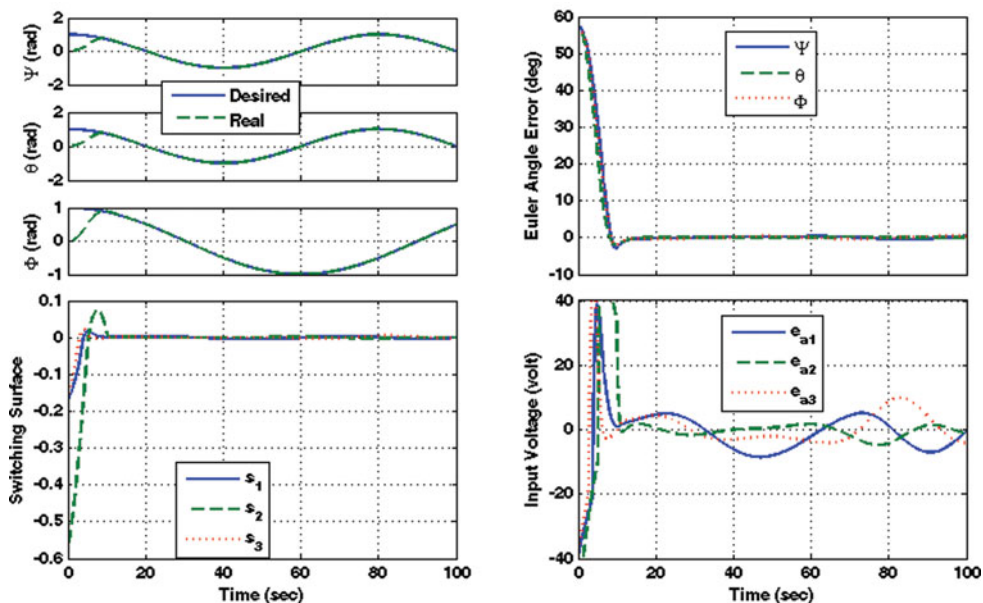 2
0
-2
Ψ (rad)
Desired
Real
2
0
-2
θ (rad)
1
0
-1
Φ (rad)
0.1
0
-0.1
-0.2
-0.3
-0.4
-0.5
-0.6
Switching Surface
s1
s2
s3
0 20 40 60 80 100
Time (sec)
60
50
40
30
20
10
0
-10
Euler Angle Error (deg)
Ψ
θ
Φ
40
20
0
-20
-40
Input Voltage (volt)
ea1
ea2
ea3
0 20 40 60 80 100
Time (sec)